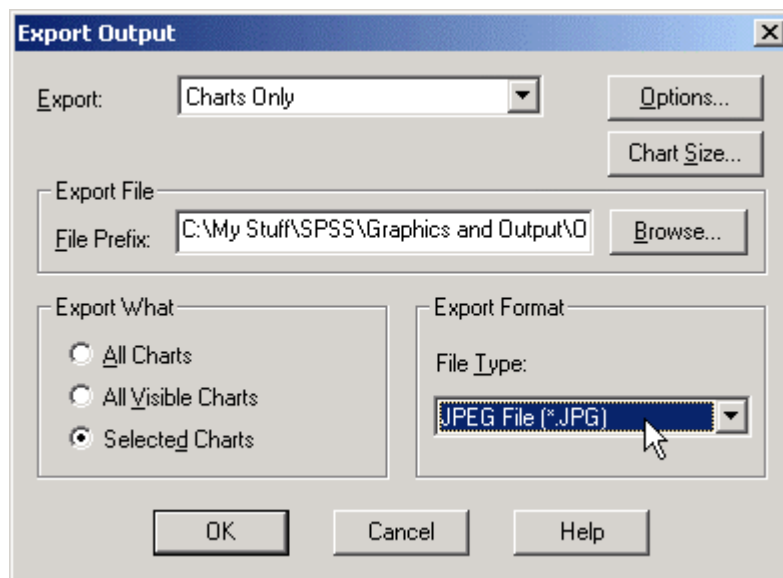 Export Output
Export: Charts Only Options...
Chart Size...
Export File
File Prefix: C:\My Stuff\SPSS\Graphics and Output\O Browse...
Export What Export Format
All Charts
File Type:
All Visible Charts
JPEG File (*.JPG)
Selected Charts
OK Cancel Help